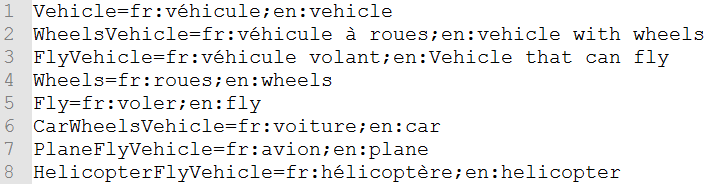 1 Vehicle=fr:véhicule;en:vehicle
2 WheelsVehicle=fr:véhicule à roues;en:vehicle with wheels
3 FlyVehicle=fr:véhicule volant;en:Vehicle that can fly
4 Wheels=fr:roues;en:wheels
5 Fly=fr:voler;en:fly
6 CarWheelsVehicle=fr:voiture;en:car
7 PlaneFlyVehicle=fr:avion;en:plane
8 HelicopterFlyVehicle=fr:hélicoptère;en:helicopter